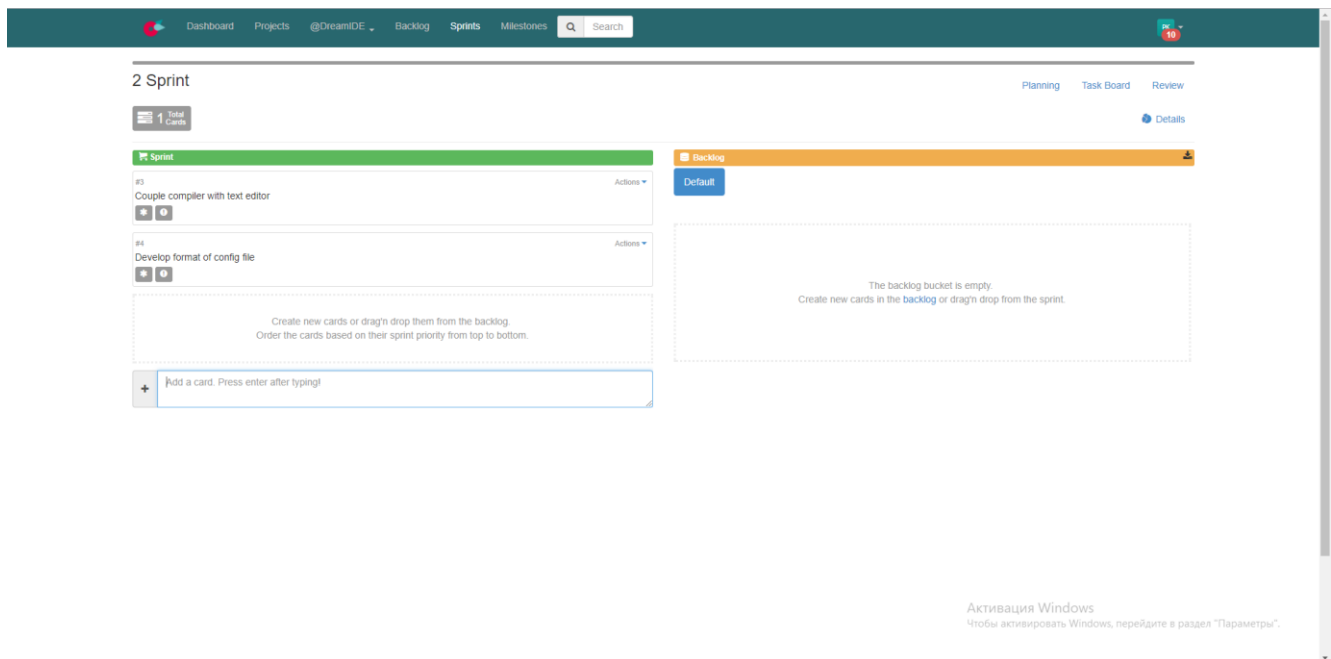 Dashboard Projects @DreamIDE Backlog Sprints Milestones Search
10
2 Sprint
Planning Task Board Review
1 Total Cards
Details
Sprint
#3 Actions
Couple compiler with text editor
#4 Actions
Develop format of config file
Create new cards or drag'n drop them from the backlog.
Order the cards based on their sprint priority from top to bottom.
Add a card. Press enter after typing!
Backlog
Default
The backlog bucket is empty.
Create new cards in the backlog or drag'n drop from the sprint.
Активация Windows
Чтобы активировать Windows, перейдите в раздел "Параметры".